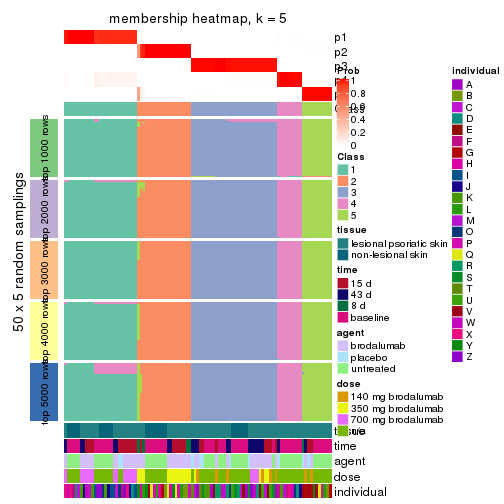 membership heatmap, k = 5
p1
p2
p3
p4
Prob
1
0.8
0.6
0.4
0.2
0
Class
Class
1
2
3
4
5
tissue
lesional psoriatic skin
non-lesional skin
time
15 d
43 d
8 d
baseline
agent
brodalumab
placebo
untreated
dose
140 mg brodalumab
350 mg brodalumab
700 mg brodalumab
n/a
individual
A
B
C
D
E
F
G
H
I
J
K
L
M
O
P
Q
R
S
T
U
V
W
X
Y
Z
50 x 5 random samplings
top 1000 rows
top 2000 rows
top 3000 rows
top 4000 rows
top 5000 rows
tissue
time
agent
dose
individual